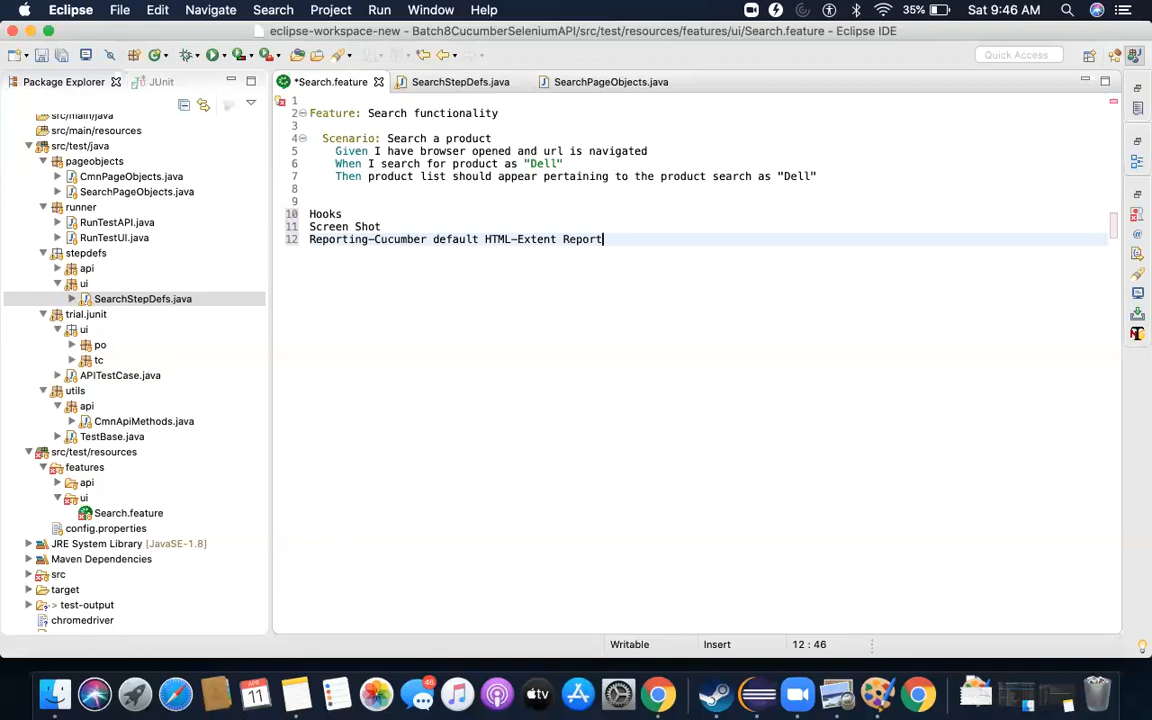 Eclipse File Edit Navigate Search Project Run Window Help 35% Sat 9:46 AM
eclipse-workspace-new - Batch8CucumberSeleniumAPI/src/test/resources/features/ui/Search.feature - Eclipse IDE
Quick Access
Package Explorer JUnit
*Search.feature SearchStepDefs.java SearchPageObjects.java
src/main/java
src/main/resources
src/test/java
pageobjects
CmnPageObjects.java
SearchPageObjects.java
runner
RunTestAPI.java
RunTestUI.java
stepdefs
api
ui
SearchStepDefs.java
trial.junit
ui
po
tc
APITestCase.java
utils
api
CmnApiMethods.java
TestBase.java
src/test/resources
features
api
ui
Search.feature
config.properties
JRE System Library [JavaSE-1.8]
Maven Dependencies
src
target
> test-output
chromedriver
1
2 Feature: Search functionality
3
4 Scenario: Search a product
5 Given I have browser opened and url is navigated
6 When I search for product as "Dell"
7 Then product list should appear pertaining to the product search as "Dell"
8
9
10 Hooks
11 Screen Shot
12 Reporting-Cucumber default HTML-Extent Report
Writable Insert 12 : 46
APR
11
46
tv